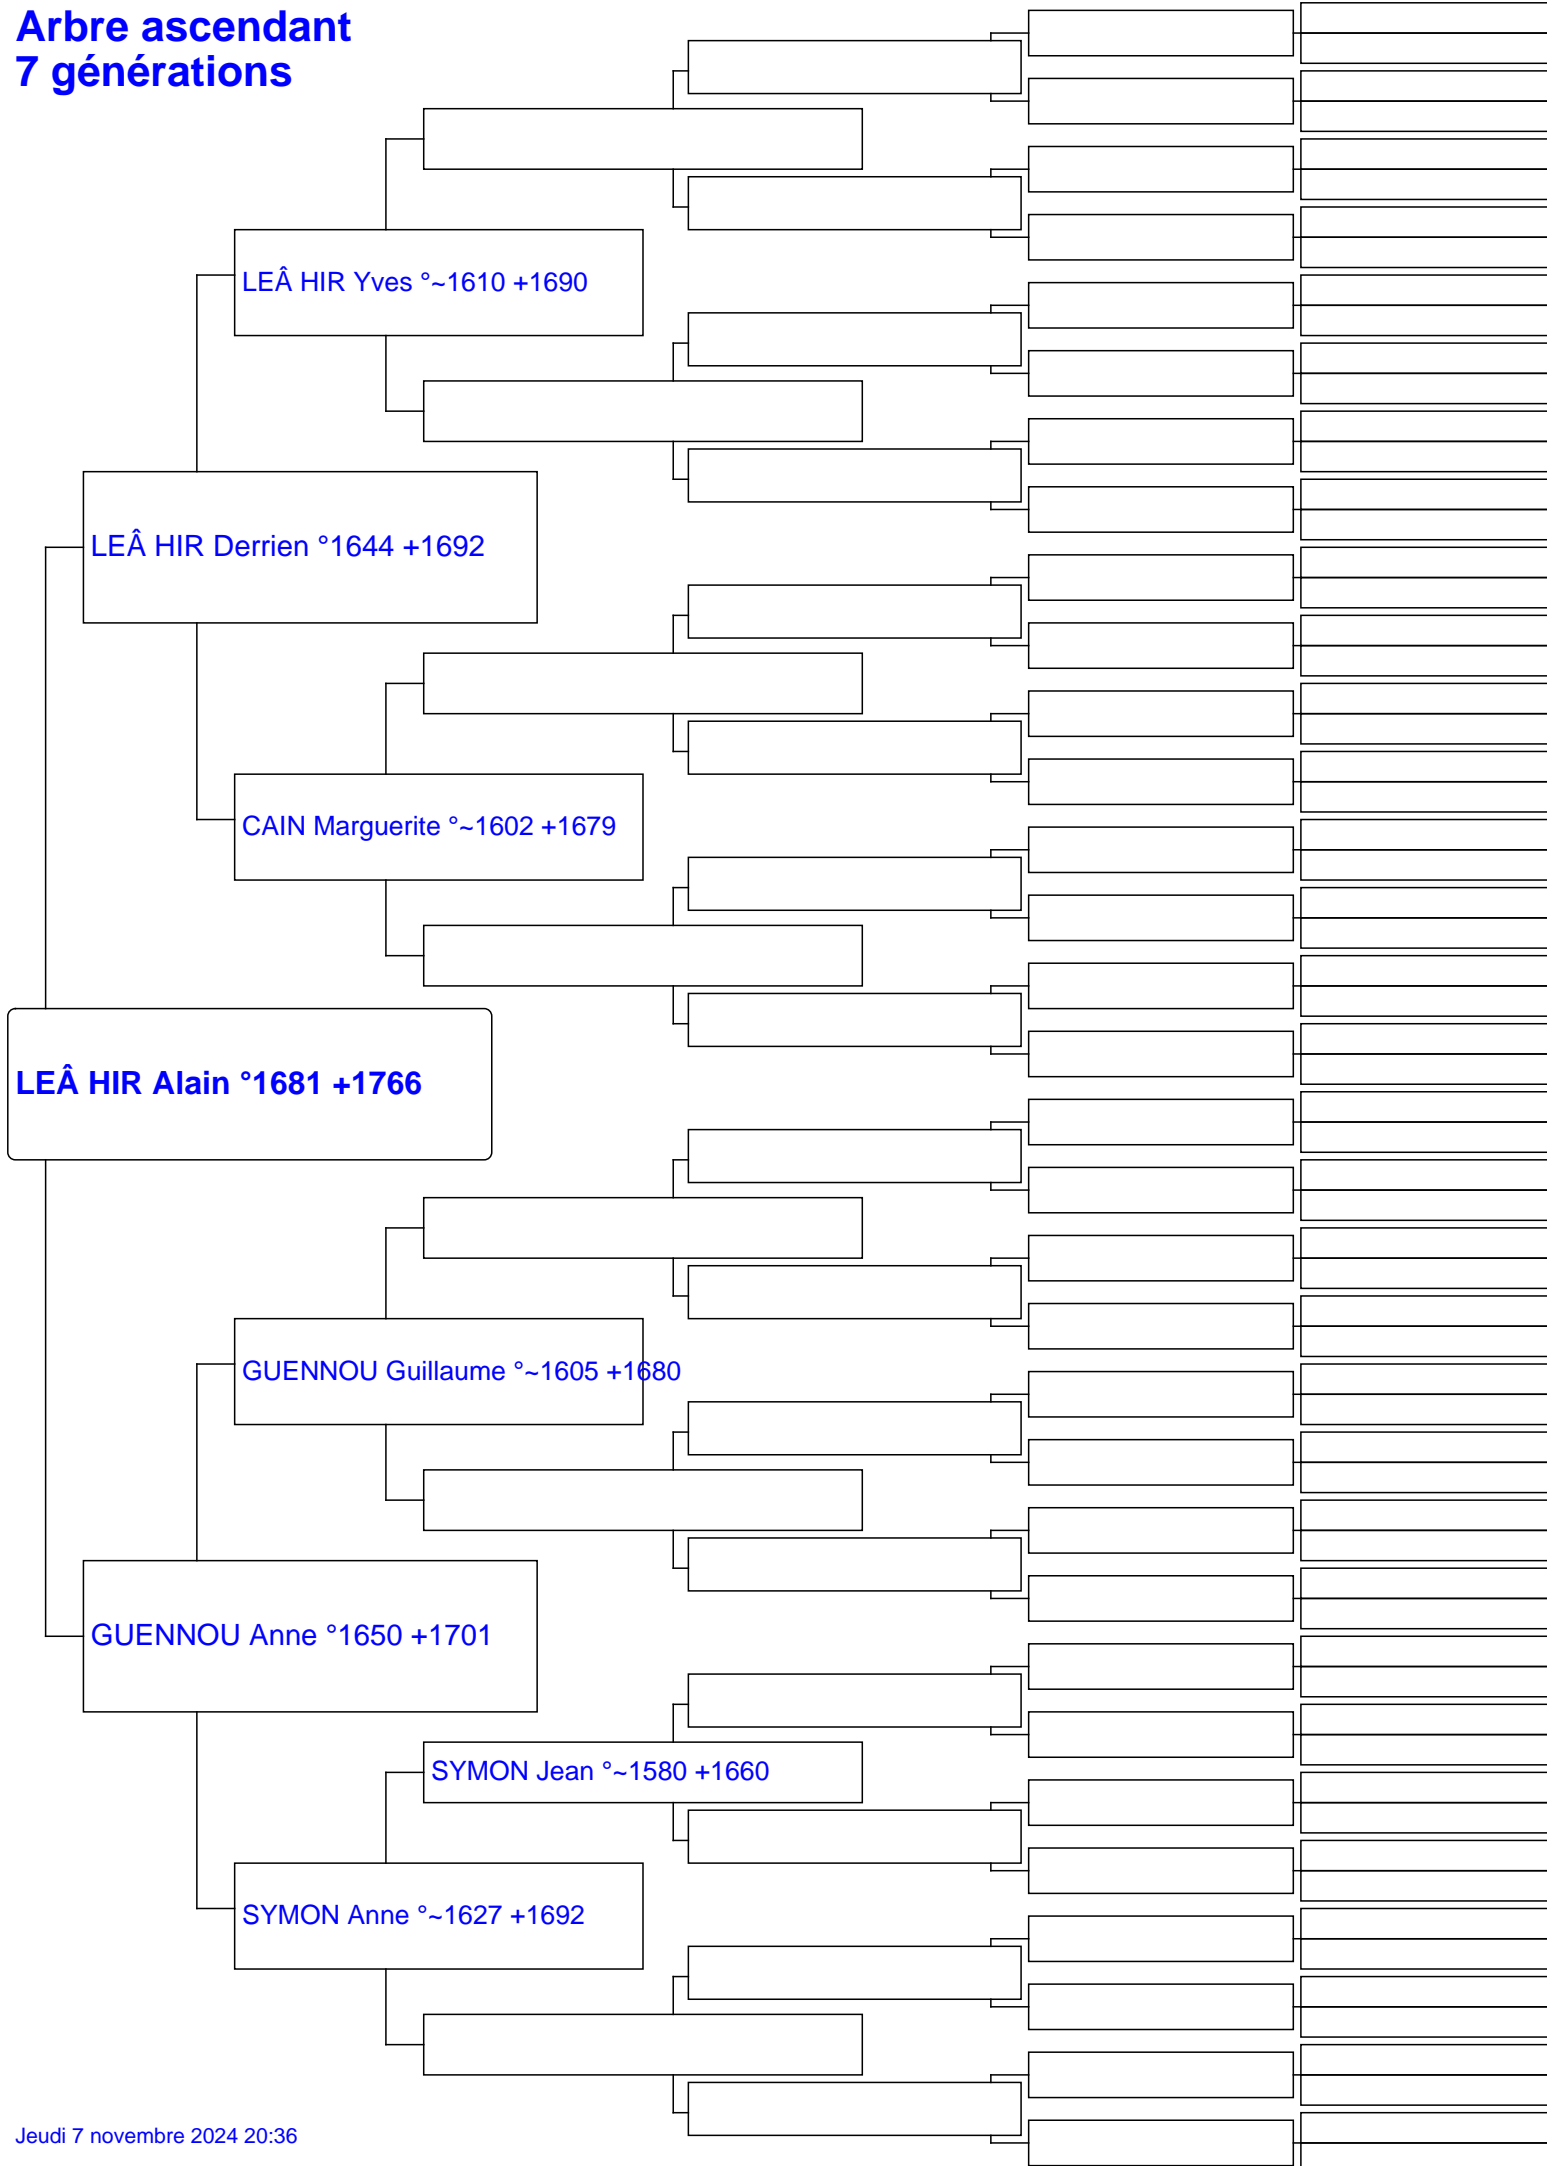 Arbre ascendant
7 générations
LEÂ HIR Yves °~1610 +1690
LEÂ HIR Derrien °1644 +1692
CAIN Marguerite °~1602 +1679
LEÂ HIR Alain °1681 +1766
GUENNOU Guillaume °~1605 +1680
GUENNOU Anne °1650 +1701
SYMON Jean °~1580 +1660
SYMON Anne °~1627 +1692
Jeudi 7 novembre 2024 20:36